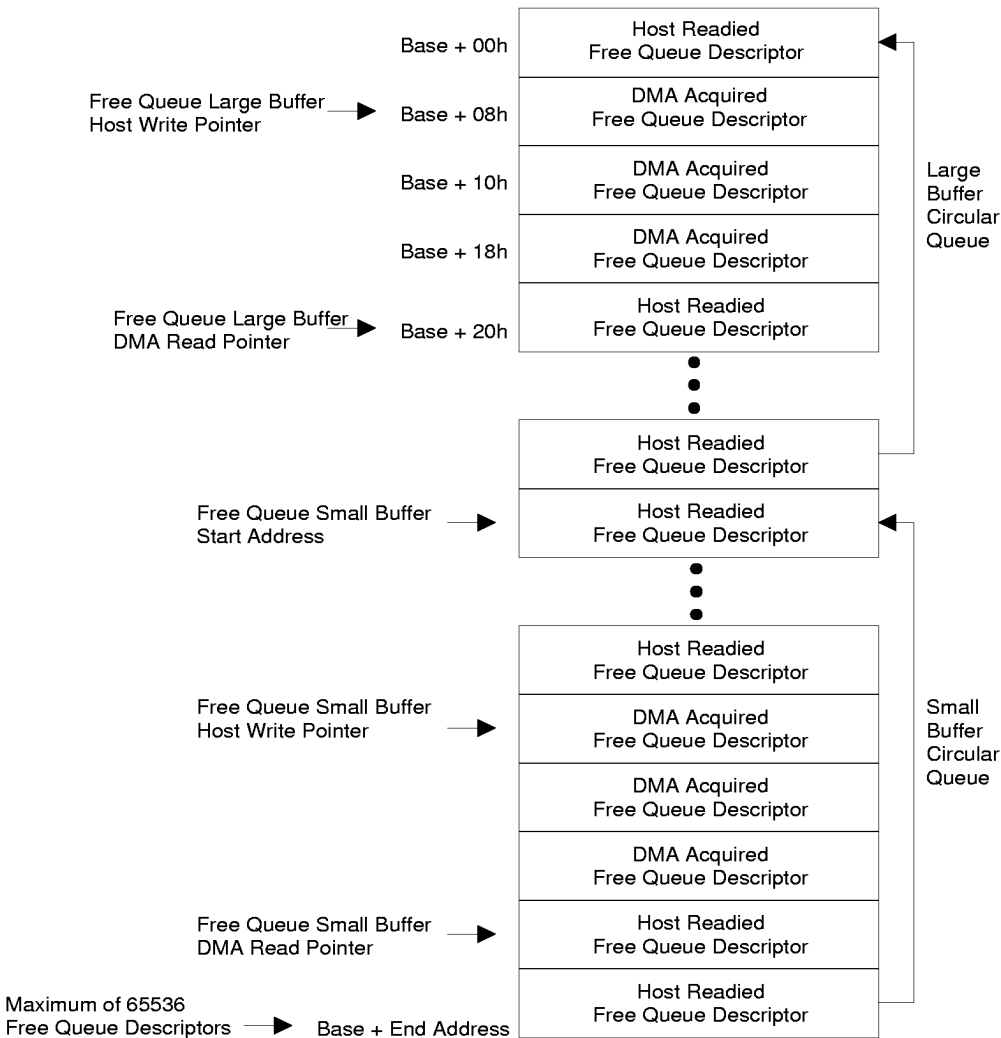 Host Readied
Free Queue Descriptor
Base + 00h
Free Queue Large Buffer
Host Write Pointer
Base + 08h
DMA Acquired
Free Queue Descriptor
Base + 10h
DMA Acquired
Free Queue Descriptor
Large
Buffer
Circular
Queue
Base + 18h
DMA Acquired
Free Queue Descriptor
Free Queue Large Buffer
DMA Read Pointer
Base + 20h
Host Readied
Free Queue Descriptor
Host Readied
Free Queue Descriptor
Free Queue Small Buffer
Start Address
Host Readied
Free Queue Descriptor
Host Readied
Free Queue Descriptor
Free Queue Small Buffer
Host Write Pointer
DMA Acquired
Free Queue Descriptor
Small
Buffer
Circular
Queue
DMA Acquired
Free Queue Descriptor
DMA Acquired
Free Queue Descriptor
Free Queue Small Buffer
DMA Read Pointer
Host Readied
Free Queue Descriptor
Host Readied
Free Queue Descriptor
Maximum of 65536
Free Queue Descriptors
Base + End Address